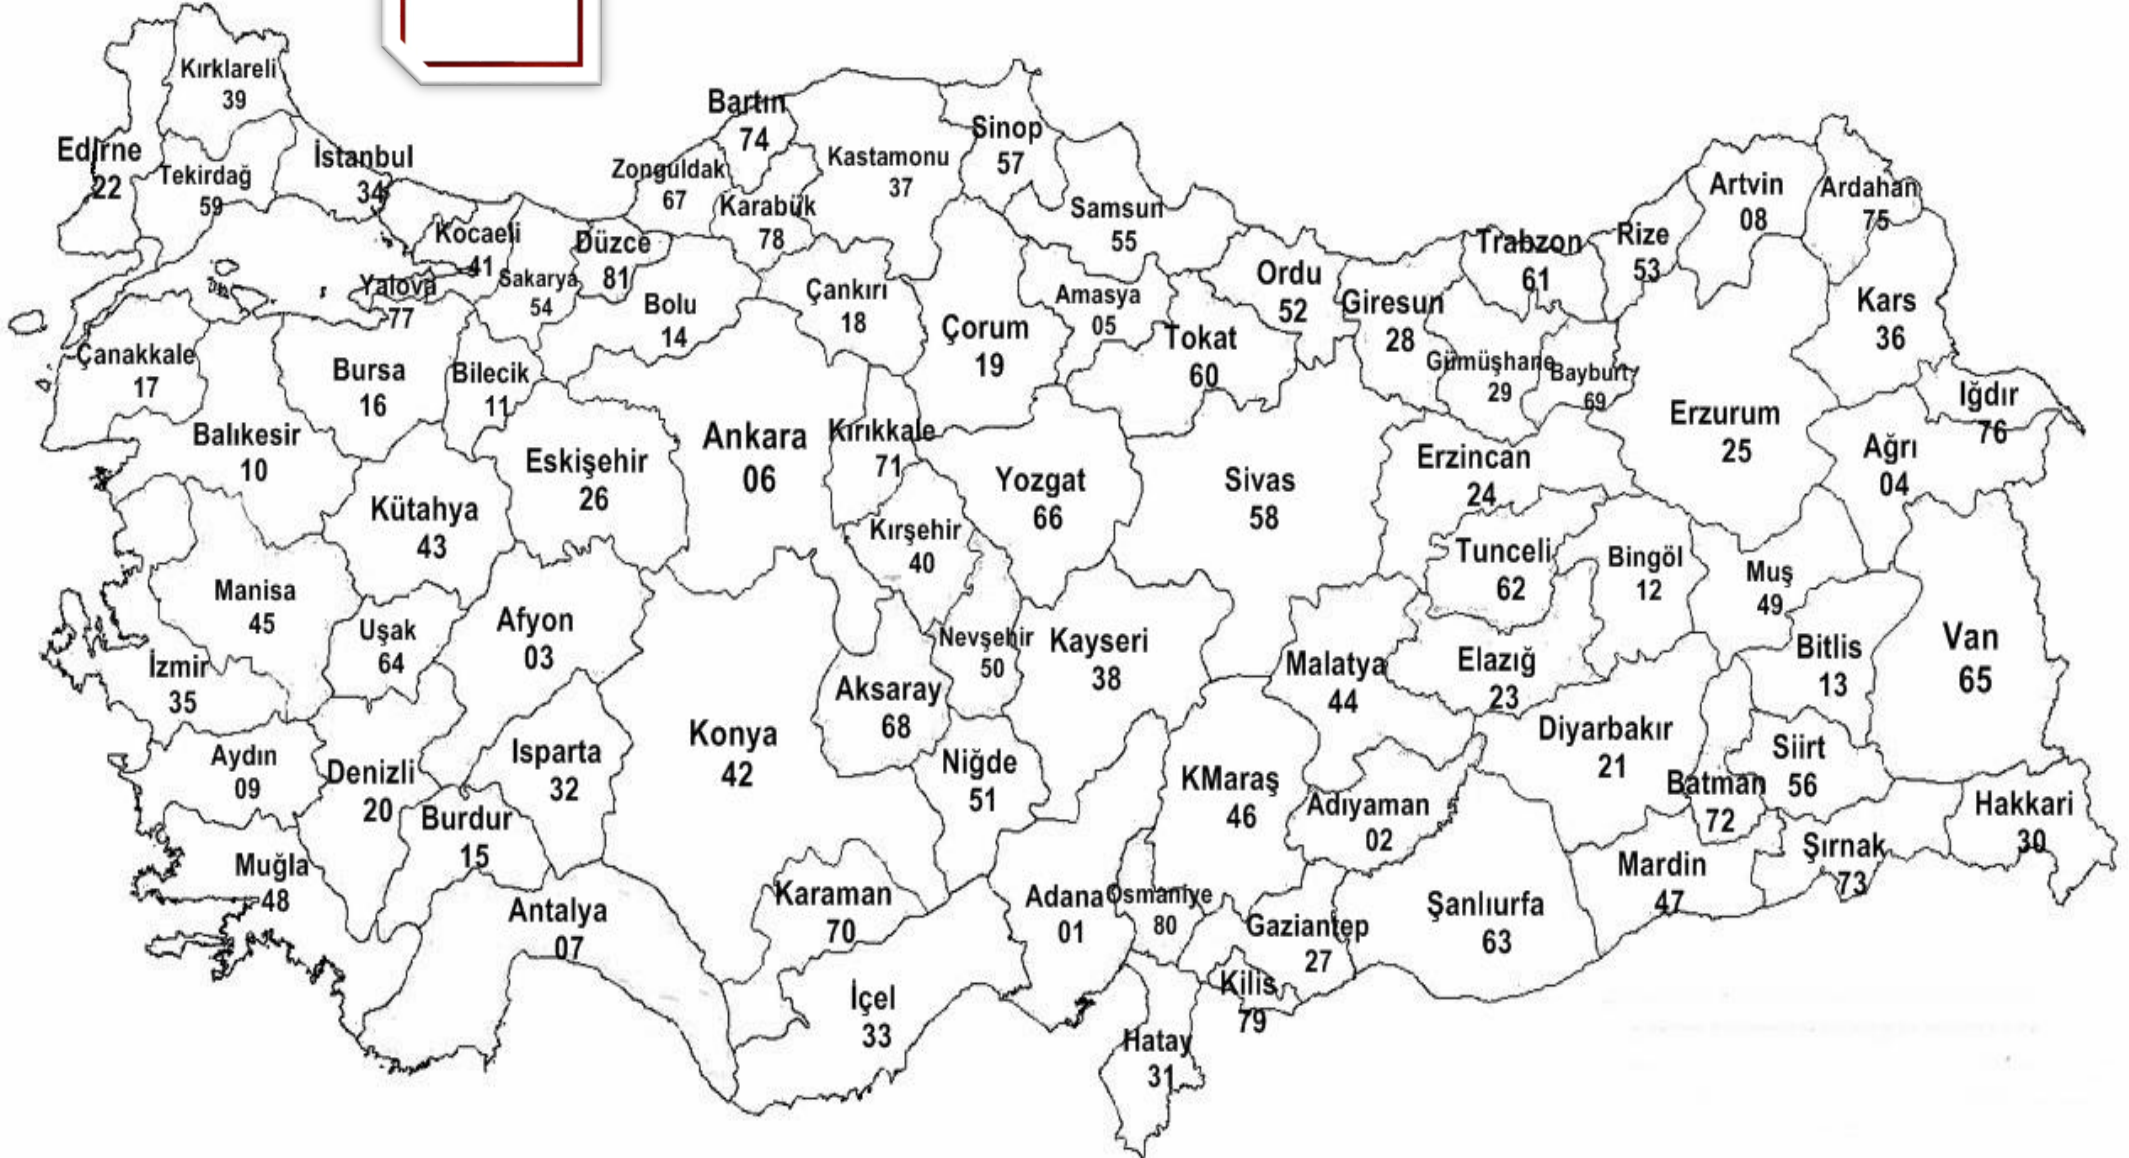 Kırklareli
39
Edirne
22
Tekirdağ
59
İstanbul
34
Kocaeli
41
Yalova
77
Sakarya
54
Düzce
81
Zonguldak
67
Bartın
74
Karabük
78
Kastamonu
37
Sinop
57
Samsun
55
Bolu
14
Çankırı
18
Çorum
19
Amasya
05
Tokat
60
Ordu
52
Giresun
28
Trabzon
61
Rize
53
Artvin
08
Ardahan
75
Kars
36
Gümüşhane
29
Bayburt
69
Erzurum
25
Iğdır
76
Ağrı
04
Çanakkale
17
Balıkesir
10
Bursa
16
Bilecik
11
Eskişehir
26
Kütahya
43
Ankara
06
Kırıkkale
71
Kırşehir
40
Yozgat
66
Sivas
58
Erzincan
24
Tunceli
62
Bingöl
12
Muş
49
Bitlis
13
Van
65
Manisa
45
Uşak
64
Afyon
03
İzmir
35
Aydın
09
Denizli
20
Isparta
32
Burdur
15
Muğla
48
Antalya
07
Konya
42
Aksaray
68
Nevşehir
50
Kayseri
38
Niğde
51
Karaman
70
İçel
33
Adana
01
Osmaniye
80
KMaraş
46
Malatya
44
Elazığ
23
Adıyaman
02
Diyarbakır
21
Batman
72
Siirt
56
Hakkari
30
Şırnak
73
Mardin
47
Şanlıurfa
63
Gaziantep
27
Kilis
79
Hatay
31